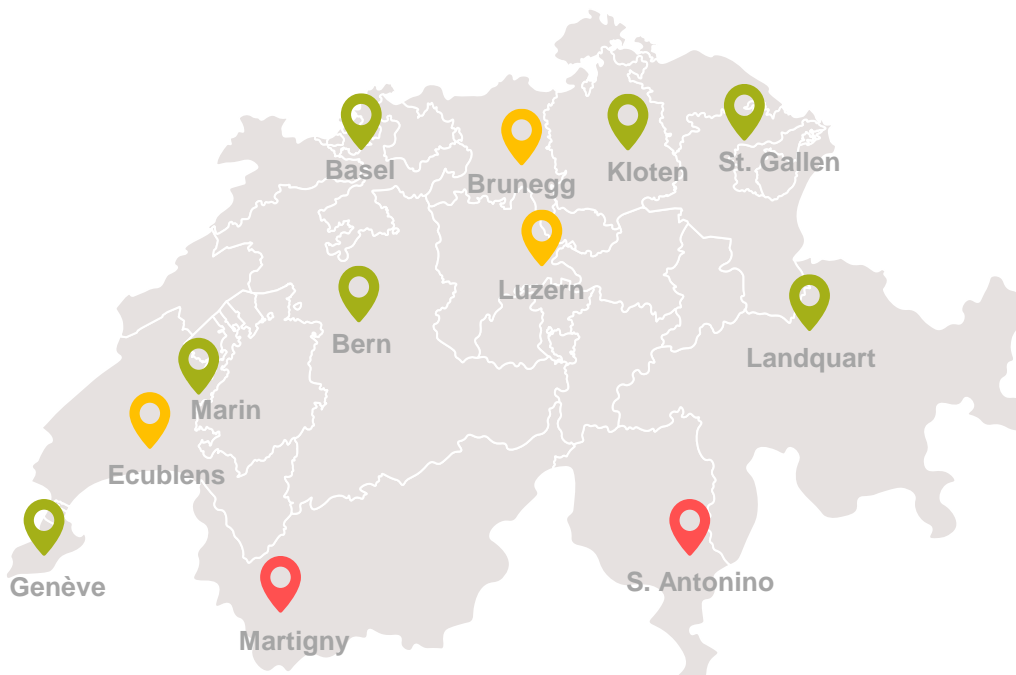 St. Gallen
Basel
Kloten
Brunegg
Luzern
Bern
Landquart
Marin
Ecublens
S. Antonino
Genève
Martigny